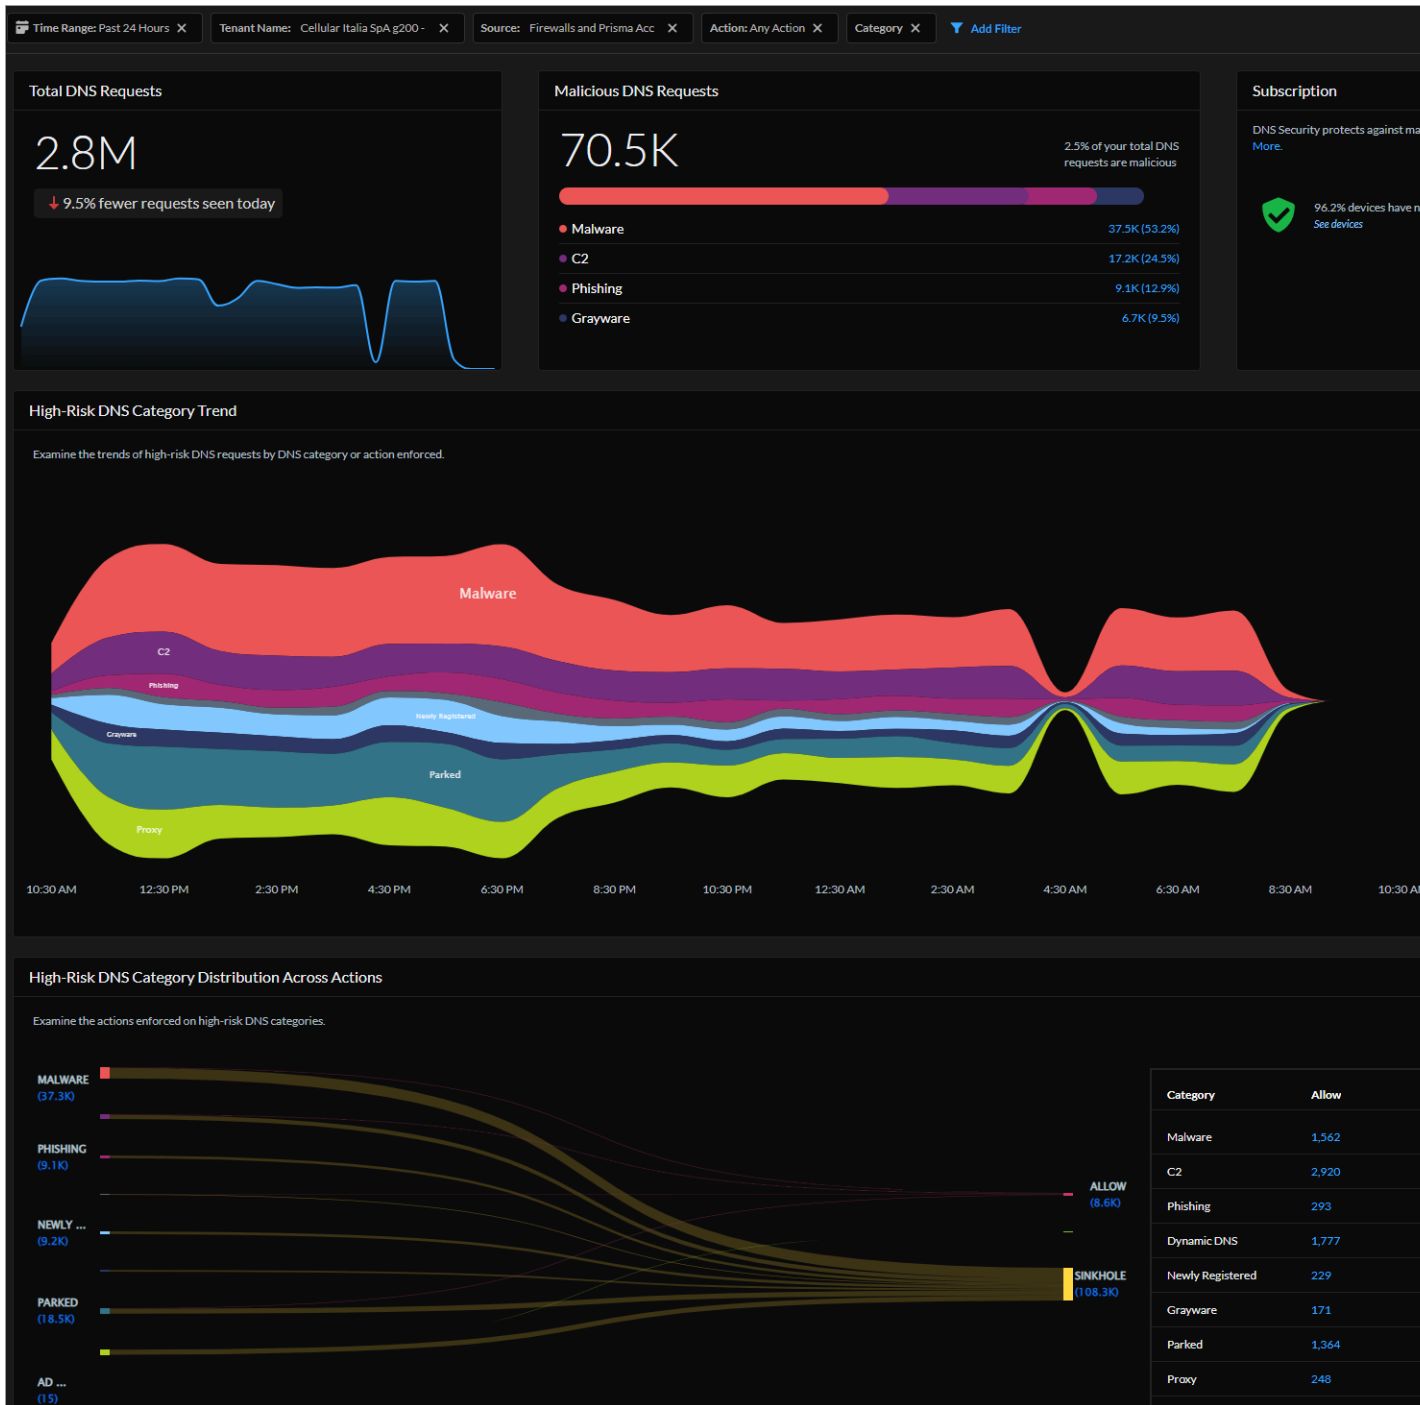 Time Range: Past 24 Hours
Tenant Name: Cellular Italia SpA g200 -
Source: Firewalls and Prisma Acc
Action: Any Action
Category
Add Filter
Total DNS Requests
2.8M
9.5% fewer requests seen today
Malicious DNS Requests
70.5K
2.5% of your total DNS
requests are malicious
Malware 37.5K (53.2%)
C2 17.2K (24.5%)
Phishing 9.1K (12.9%)
Grayware 6.7K (9.5%)
Subscription
DNS Security protects against ma
More.
96.2% devices have n
See devices
High-Risk DNS Category Trend
Examine the trends of high-risk DNS requests by DNS category or action enforced.
Malware
C2
Phishing
Newly Registered
Grayware
Parked
Proxy
10:30 AM 12:30 PM 2:30 PM 4:30 PM 6:30 PM 8:30 PM 10:30 PM 12:30 AM 2:30 AM 4:30 AM 6:30 AM 8:30 AM 10:30 AM
High-Risk DNS Category Distribution Across Actions
Examine the actions enforced on high-risk DNS categories.
MALWARE
(37.3K)
PHISHING
(9.1K)
NEWLY ...
(9.2K)
PARKED
(18.5K)
AD ...
(15)
ALLOW
(8.6K)
SINKHOLE
(108.3K)
Category Allow
Malware 1,562
C2 2,920
Phishing 293
Dynamic DNS 1,777
Newly Registered 229
Grayware 171
Parked 1,364
Proxy 248